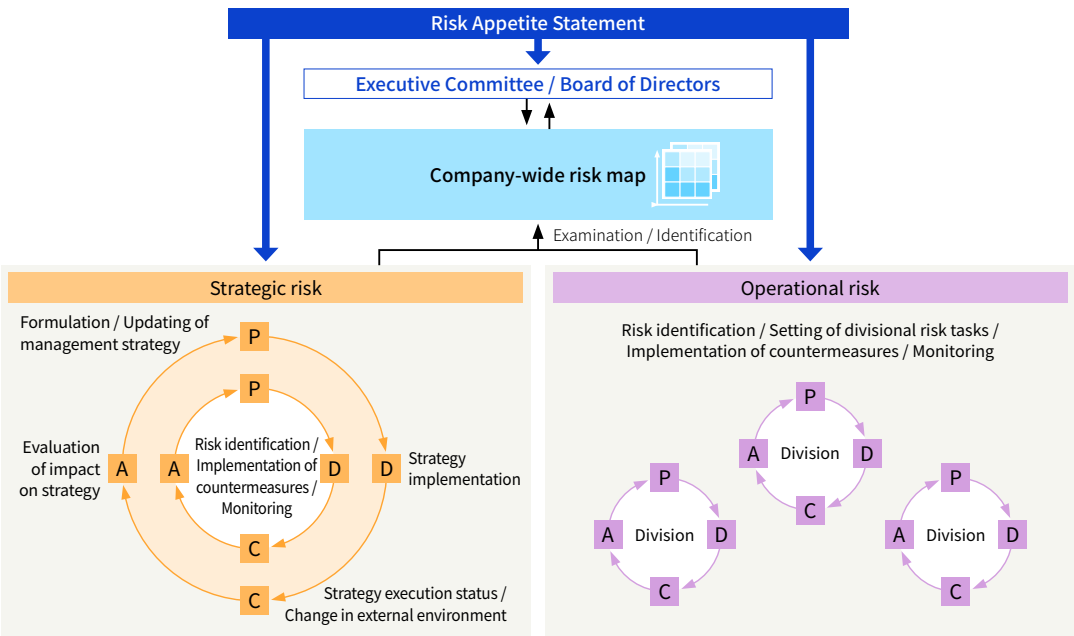 Risk Appetite Statement
Executive Committee / Board of Directors
Company-wide risk map
Examination / Identification
Strategic risk
Formulation / Updating of
management strategy
P
P
Evaluation
of impact
on strategy
A
A
Risk identification /
Implementation of
countermeasures /
Monitoring
D
D
Strategy
implementation
C
C
Strategy execution status /
Change in external environment
Operational risk
Risk identification / Setting of divisional risk tasks /
Implementation of countermeasures / Monitoring
P
A
Division
D
C
P
A
Division
D
C
P
A
Division
D
C